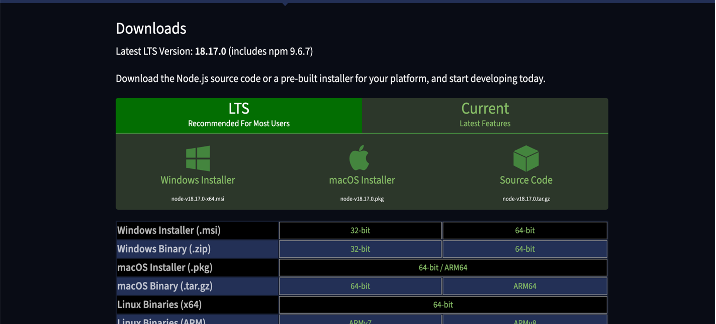 Downloads
Latest LTS Version: 18.17.0 (includes npm 9.6.7)
Download the Node.js source code or a pre-built installer for your platform, and start developing today.
LTS
Recommended For Most Users
Current
Latest Features
Windows Installer
node-v18.17.0-x64.msi
macOS Installer
node-v18.17.0.pkg
Source Code
node-v18.17.0.tar.gz
Windows Installer (.msi) 32-bit 64-bit
Windows Binary (.zip) 32-bit 64-bit
macOS Installer (.pkg) 64-bit / ARM64
macOS Binary (.tar.gz) 64-bit ARM64
Linux Binaries (x64) 64-bit
Linux Binaries (ARM) ARMv7 ARMv8